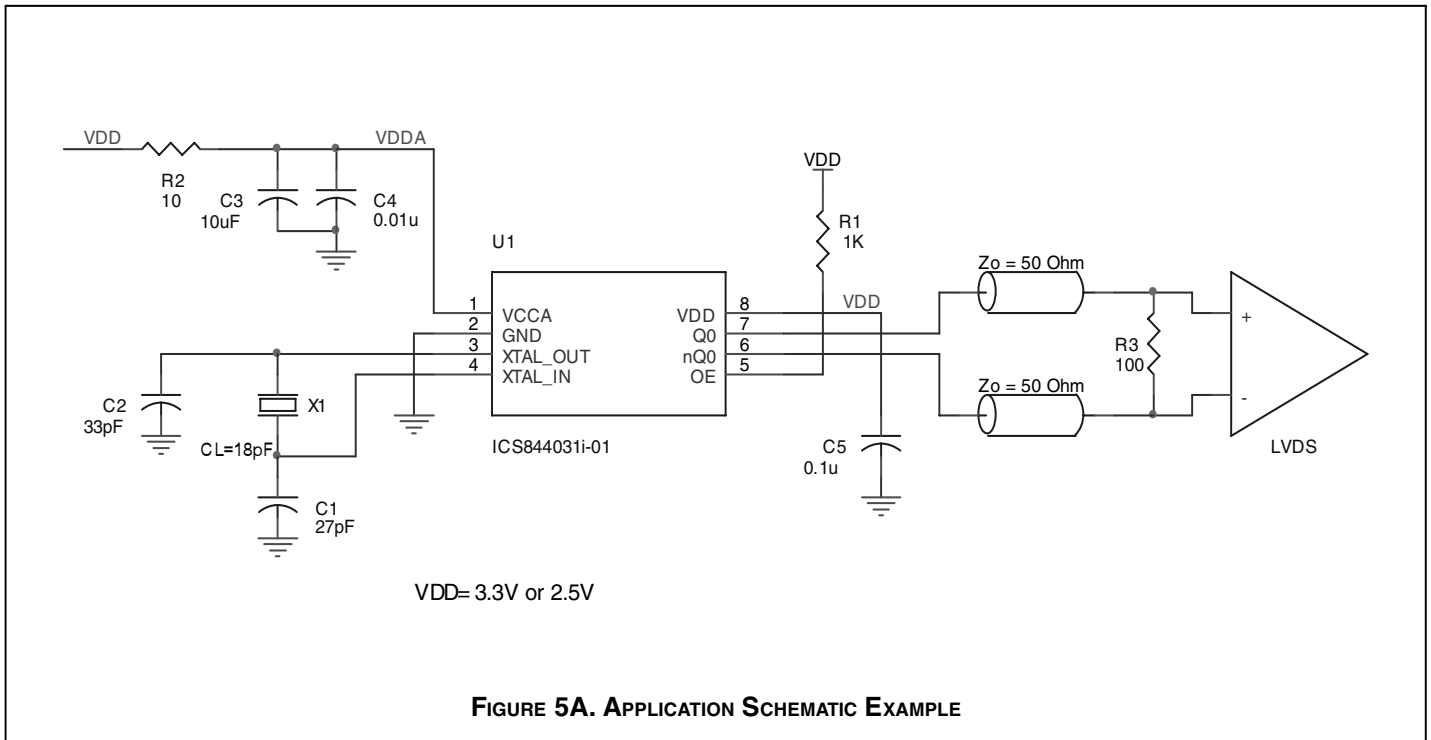 VDD
VDDA
R2
10
C3
10uF
C4
0.01u
VDD
R1
1K
U1
Zo = 50 Ohm
1
VCCA
2
GND
3
XTAL_OUT
4
XTAL_IN
VDD
8
Q0
7
nQ0
6
OE
5
VDD
+
-
R3
100
Zo = 50 Ohm
C2
33pF
X1
CL=18pF
ICS844031i-01
C5
0.1u
LVDS
C1
27pF
VDD= 3.3V or 2.5V
FIGURE 5A. APPLICATION SCHEMATIC EXAMPLE